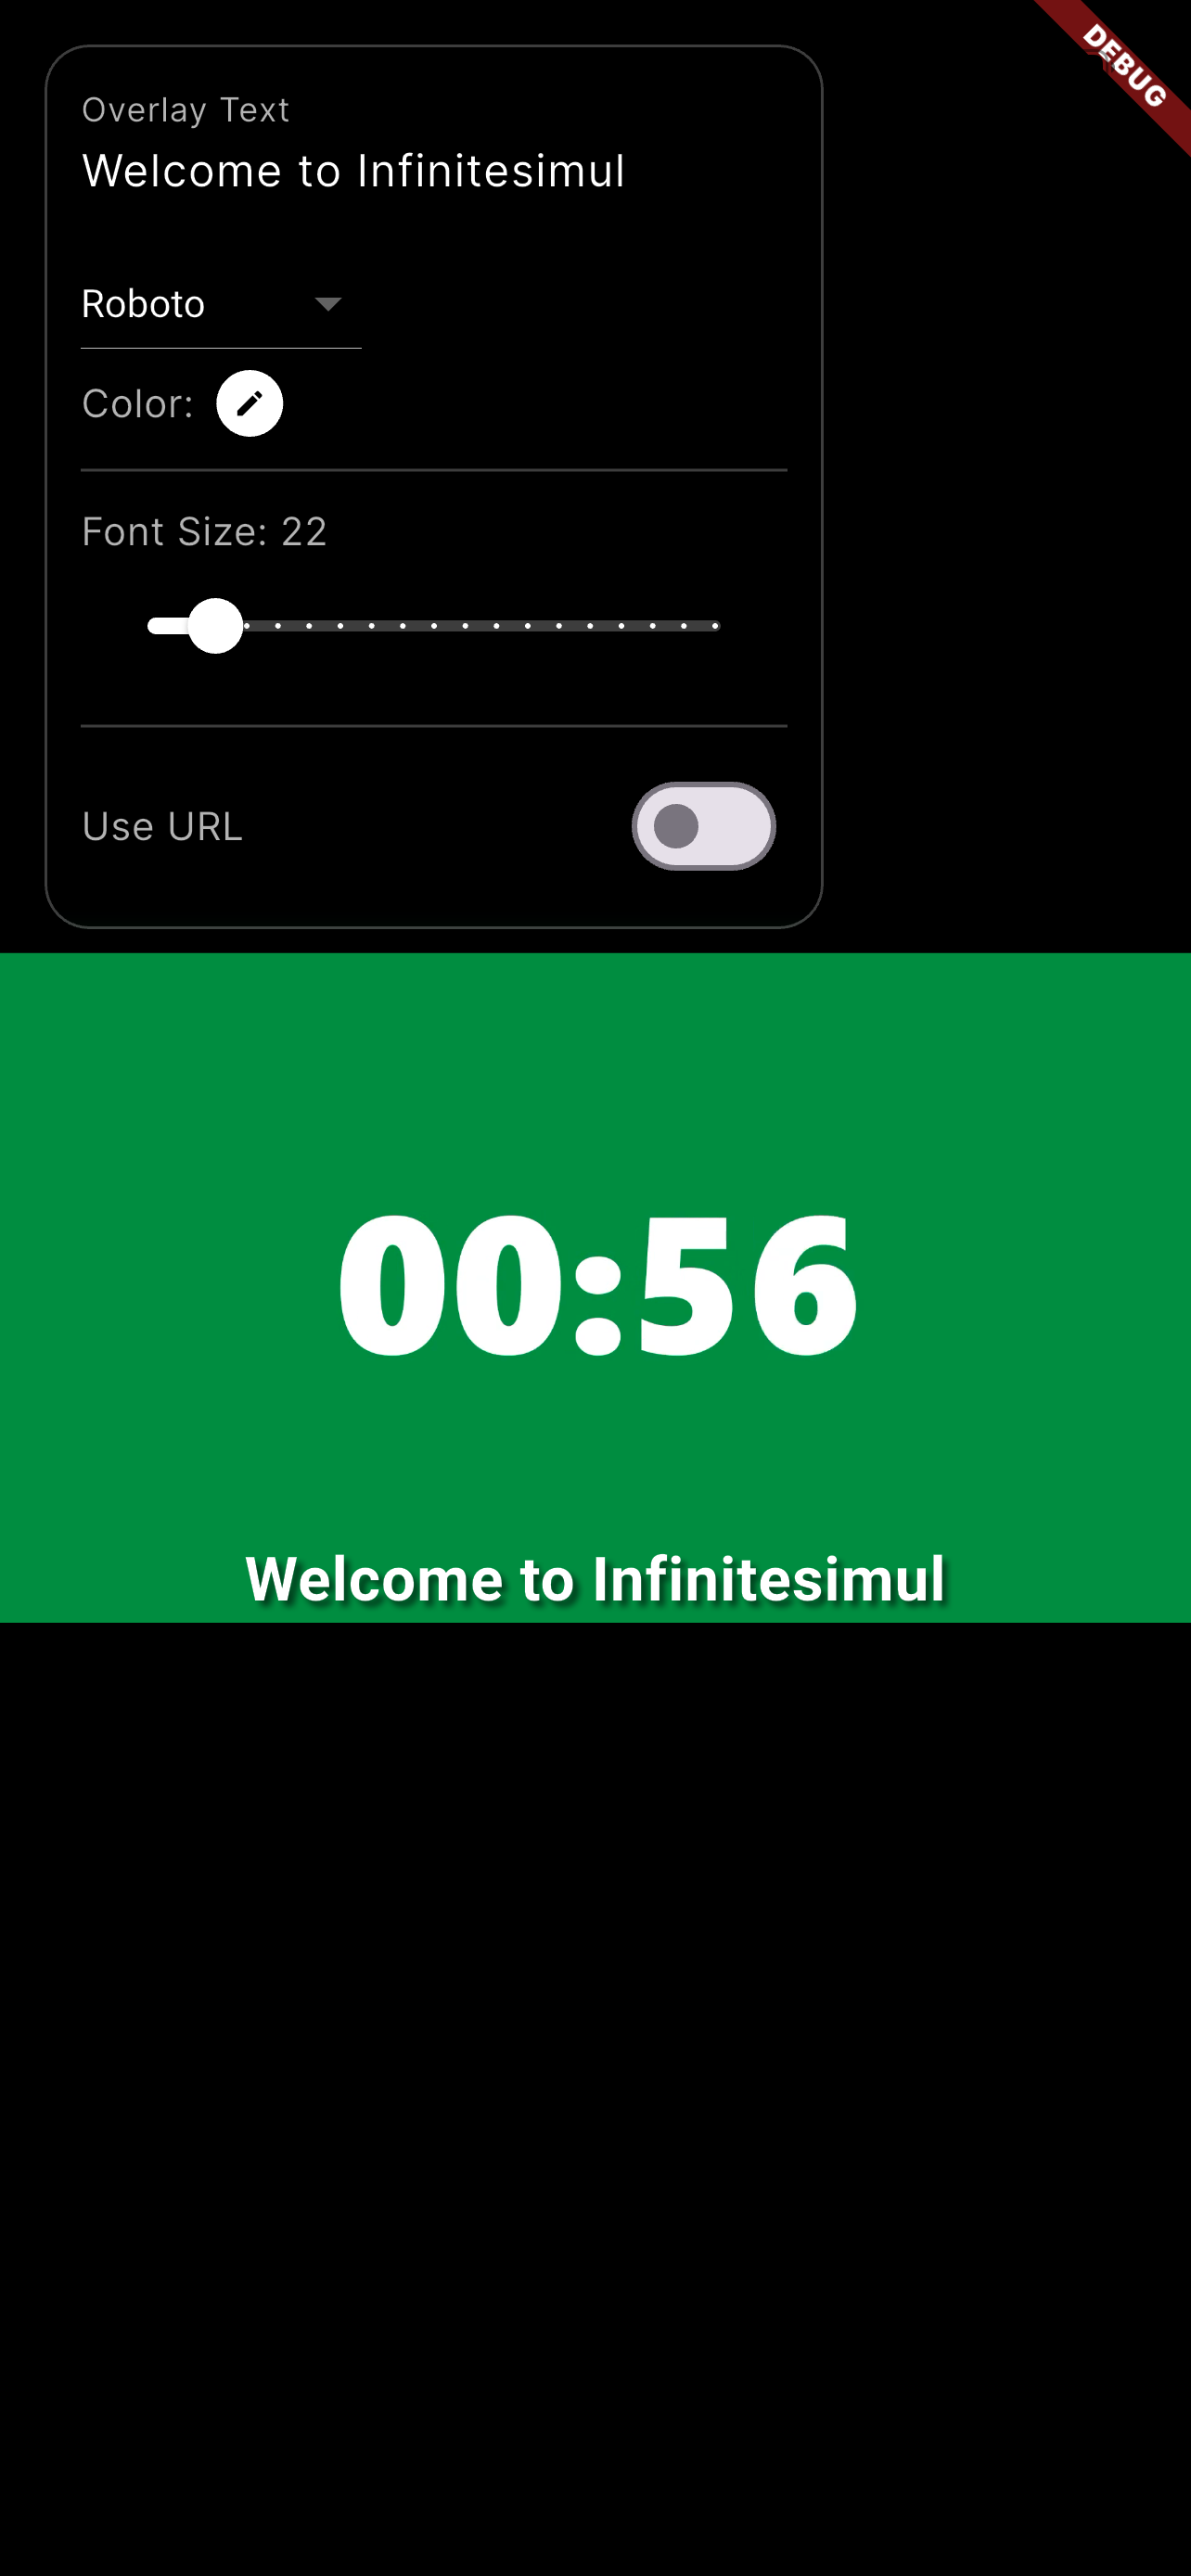 DEBUG
Overlay Text
Welcome to Infinitesimul
Roboto
Color:
Font Size: 22
Use URL
00:56
Welcome to Infinitesimul